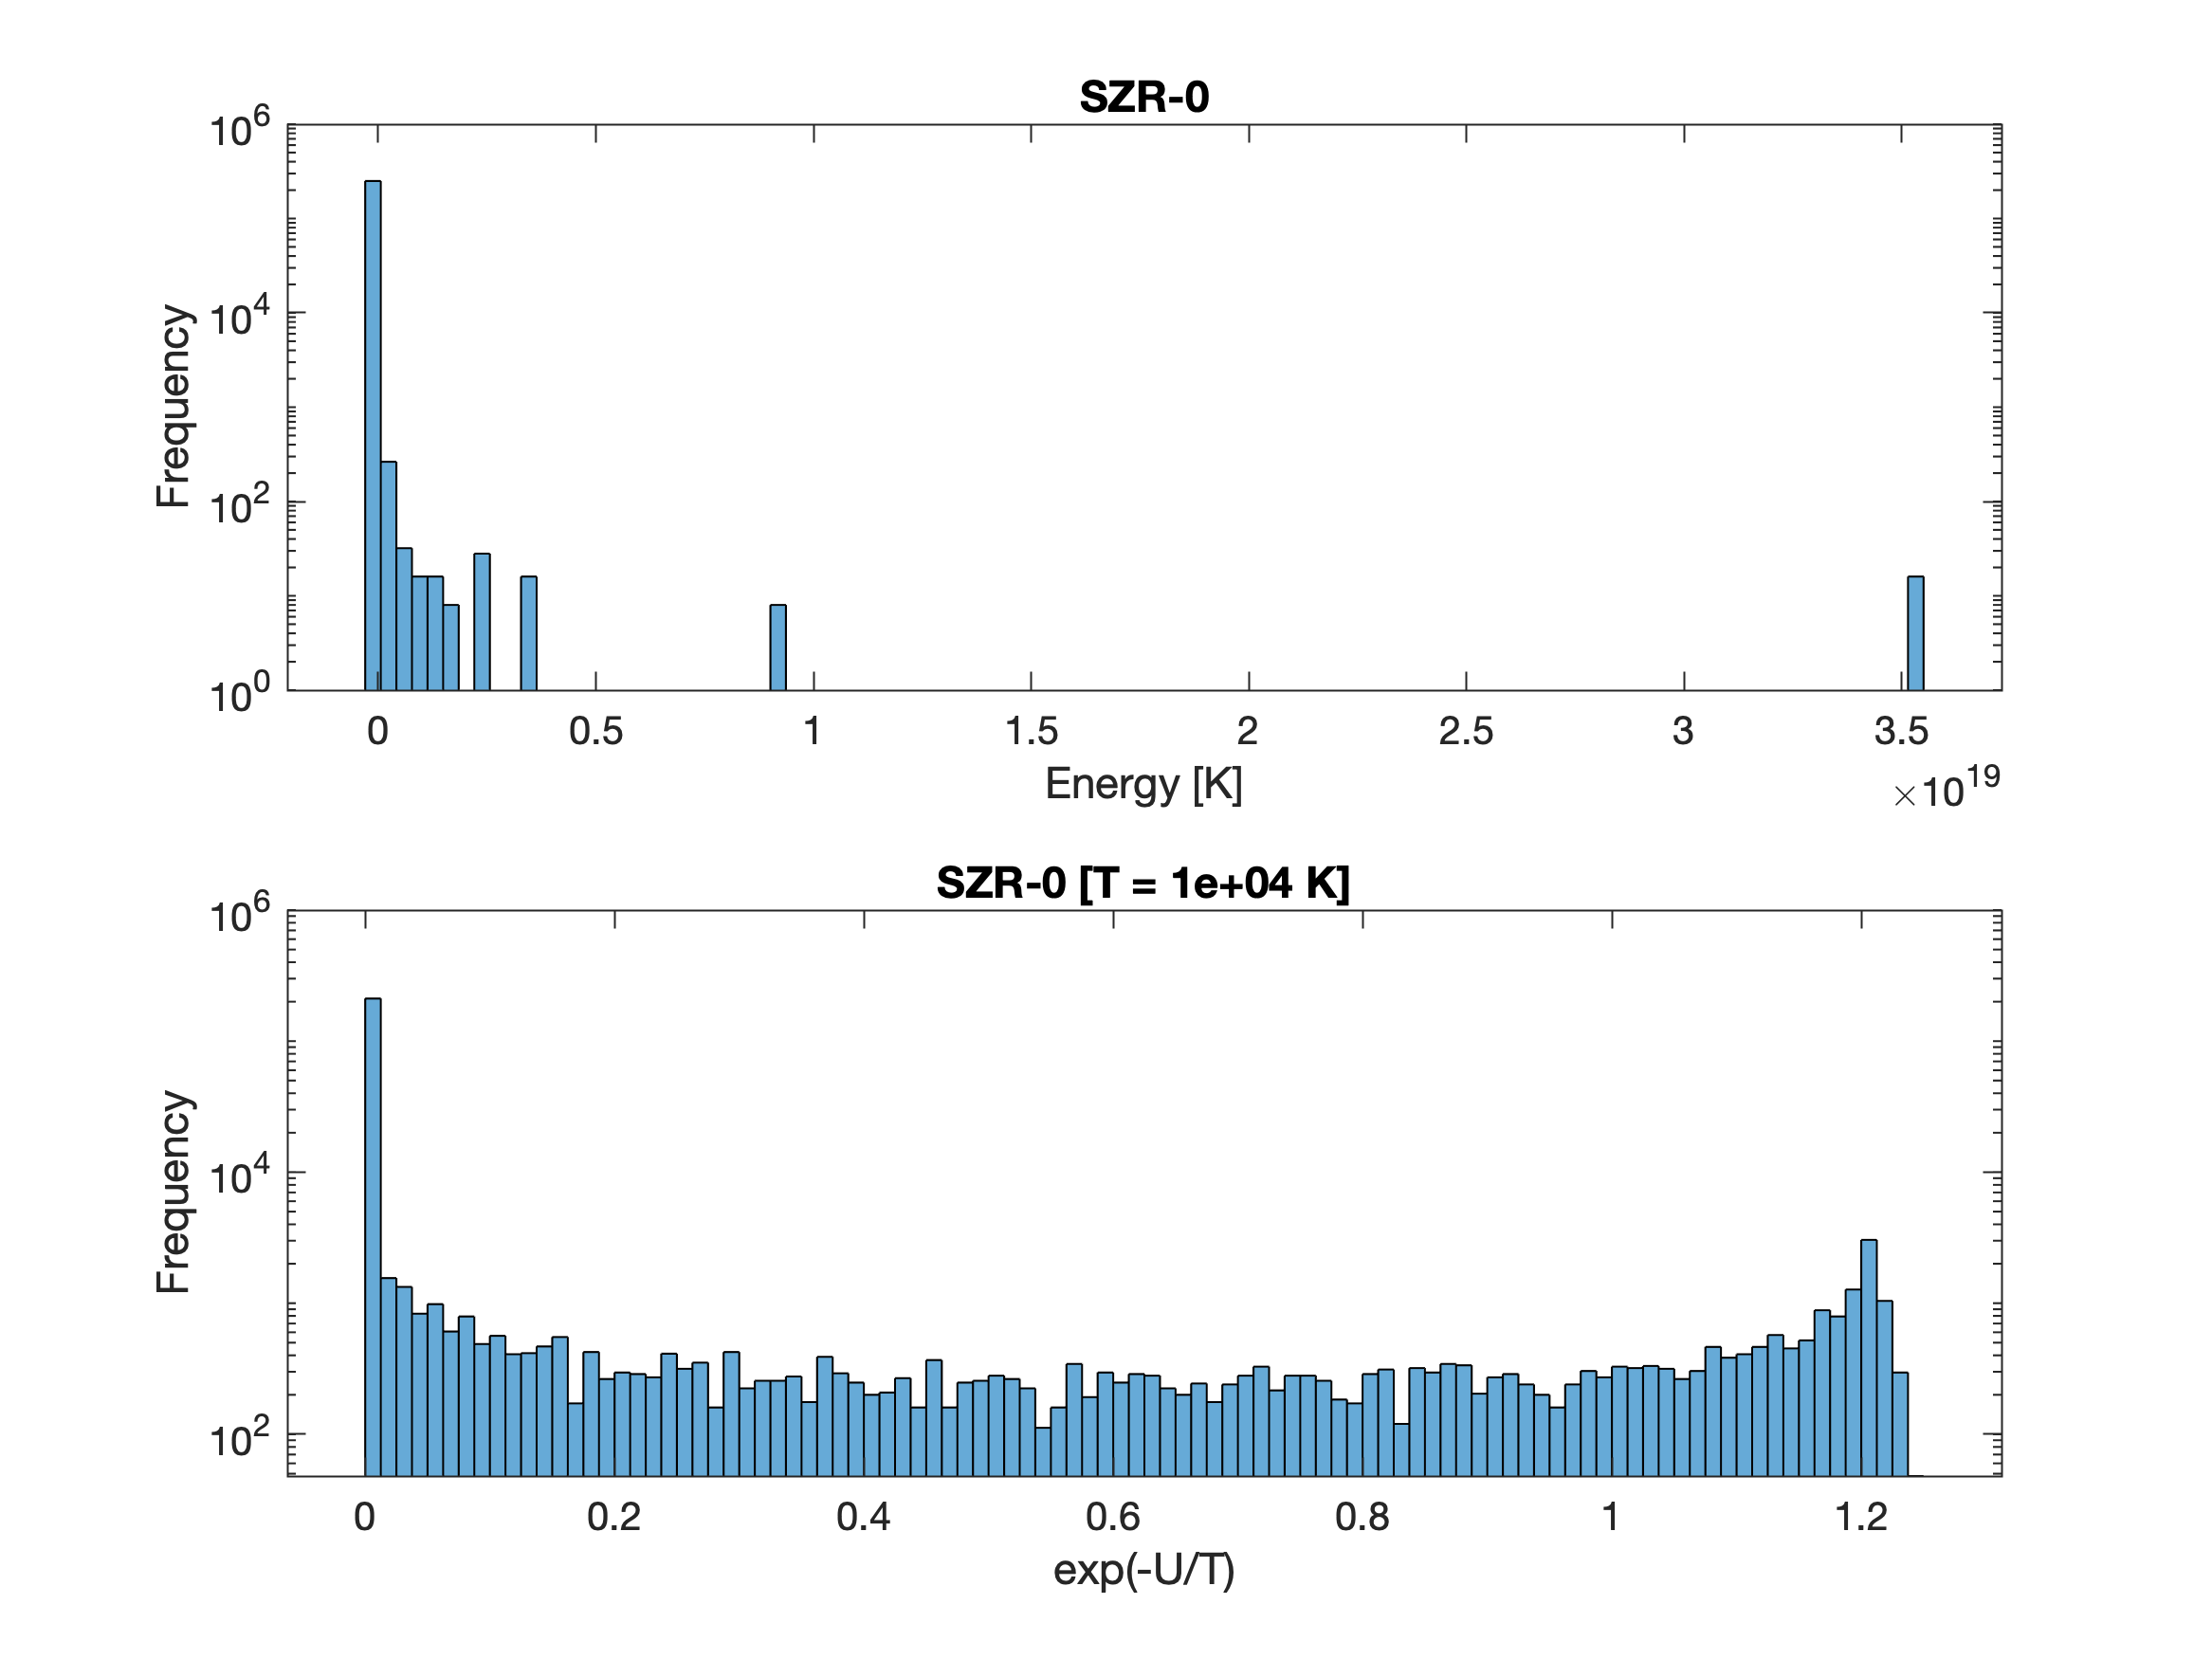 SZR-0
10^6
10^4
10^2
10^0
Frequency
0 0.5 1 1.5 2 2.5 3 3.5
Energy [K]
×10^19
SZR-0 [T = 1e+04 K]
10^6
10^4
10^2
Frequency
0 0.2 0.4 0.6 0.8 1 1.2
exp(-U/T)